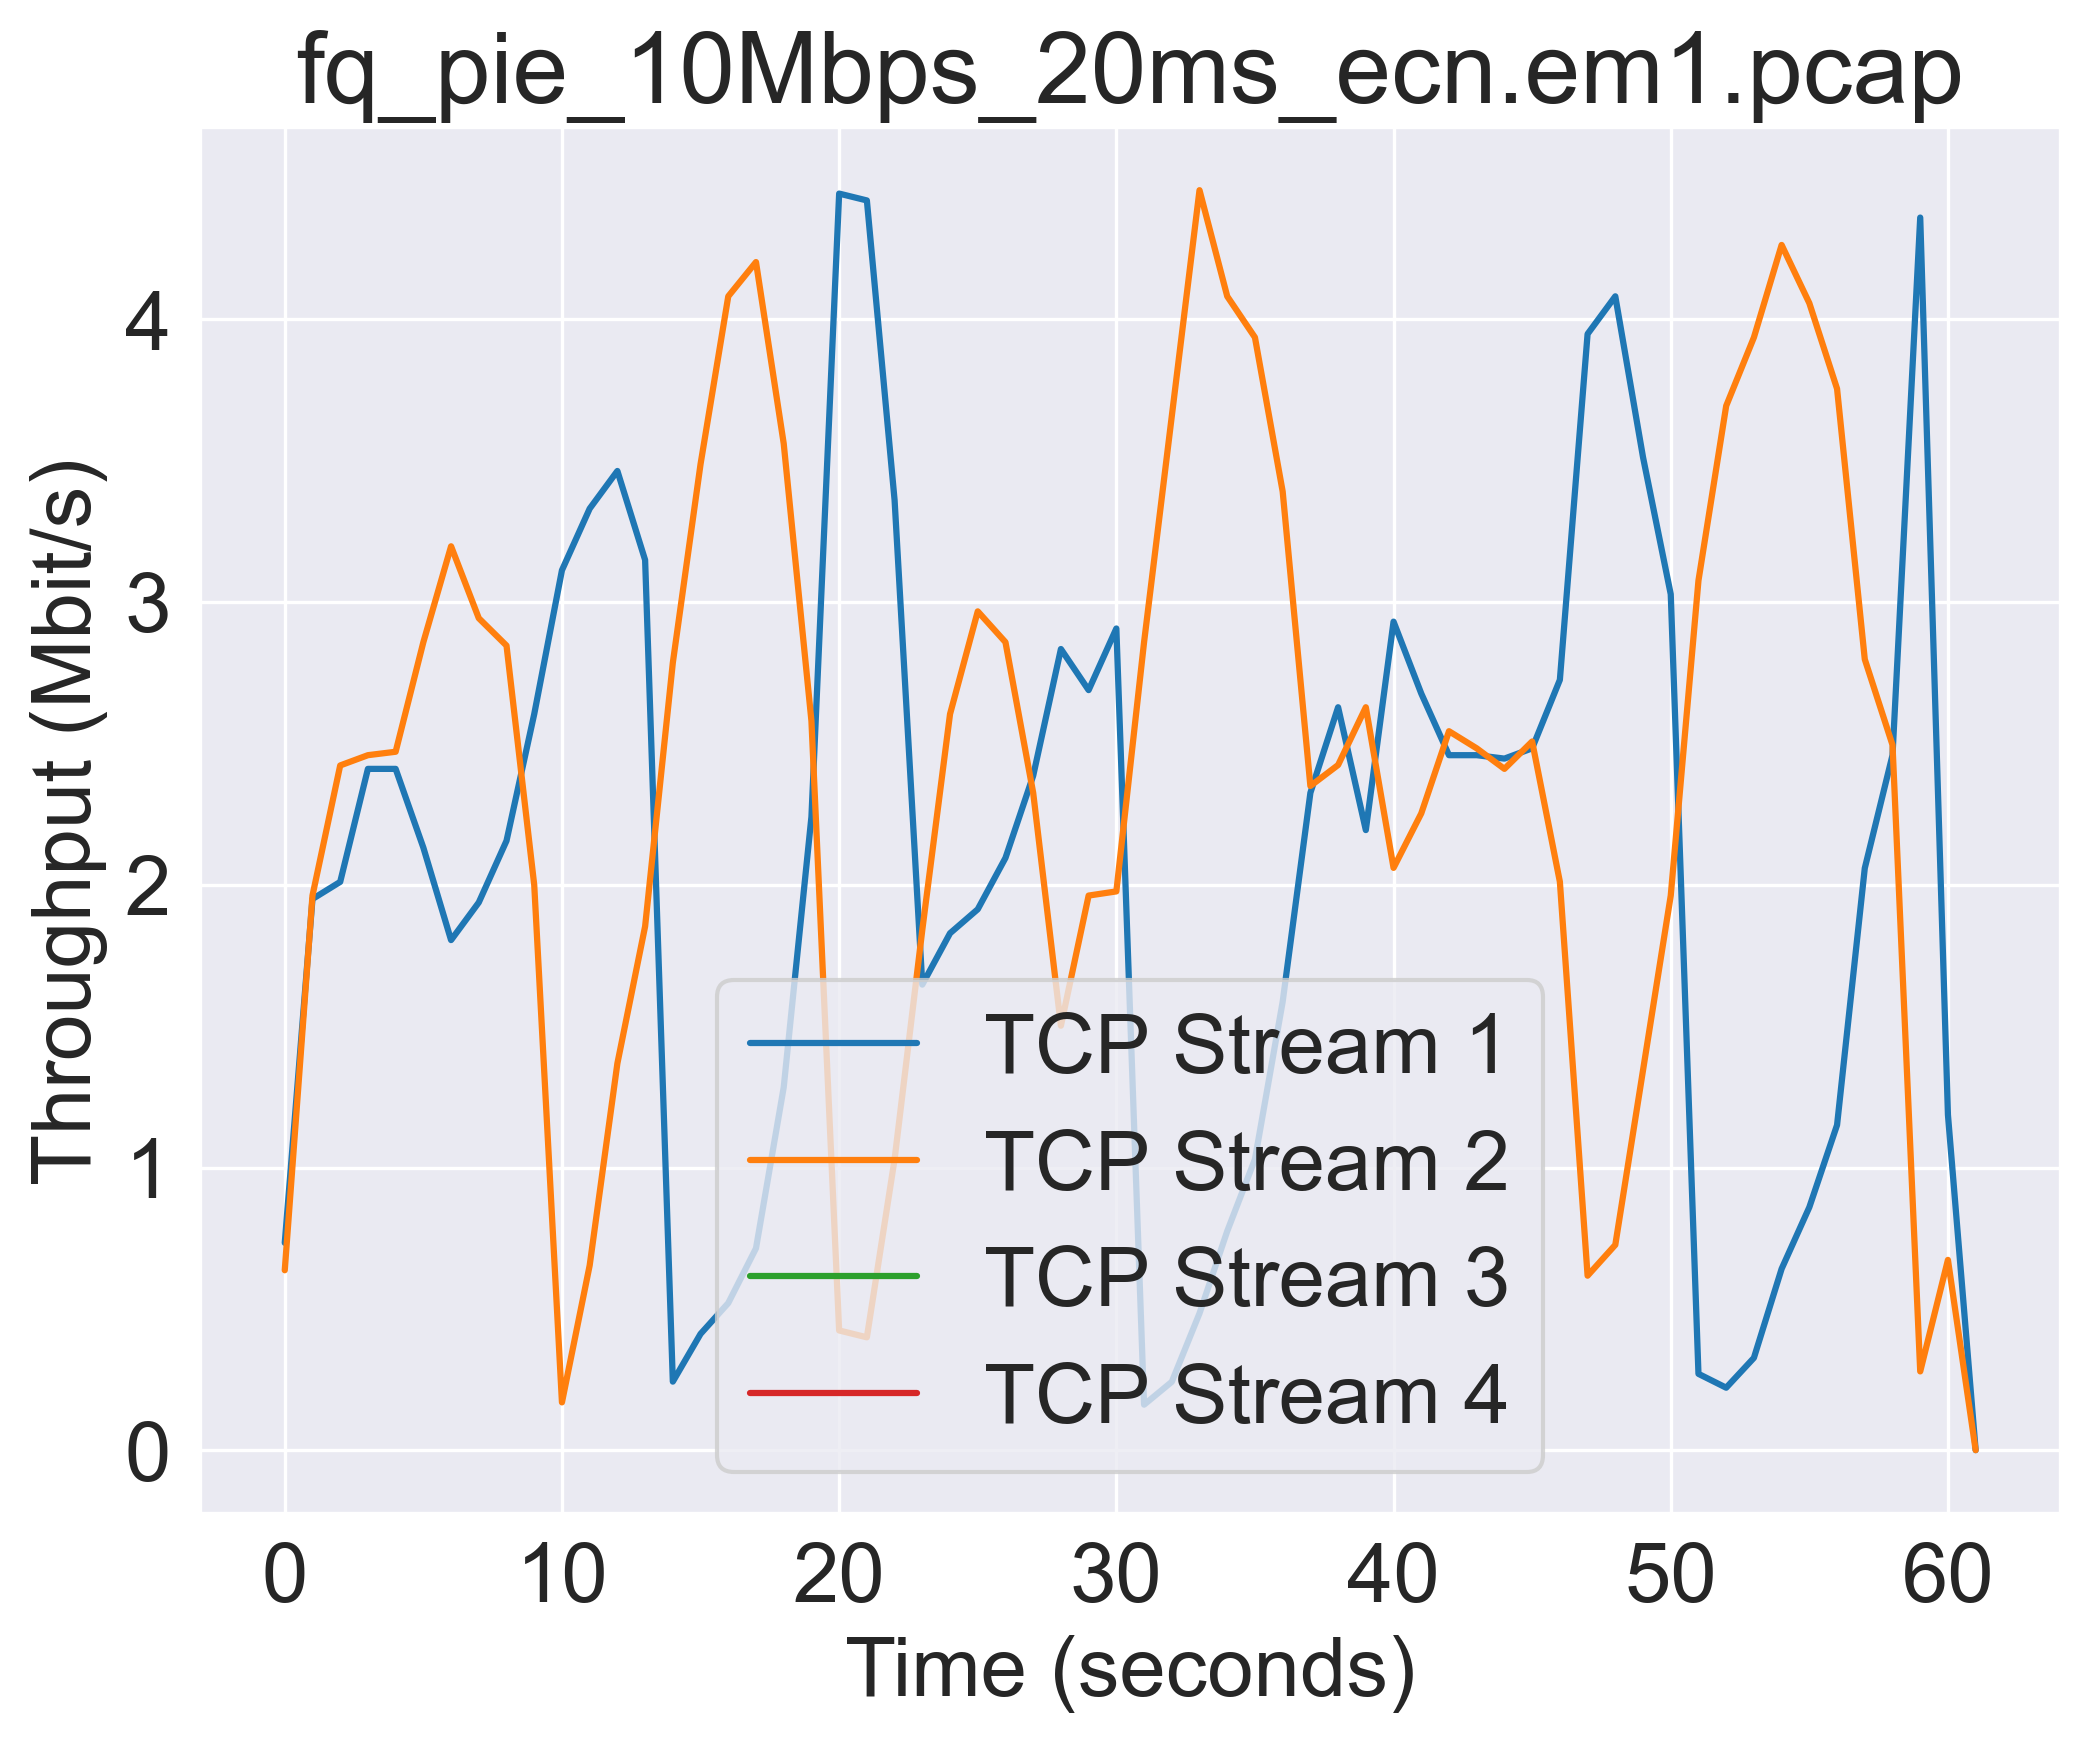 fq_pie_10Mbps_20ms_ecn.em1.pcap
Throughput (Mbit/s)
4
3
2
1
0
TCP Stream 1
TCP Stream 2
TCP Stream 3
TCP Stream 4
0 10 20 30 40 50 60
Time (seconds)